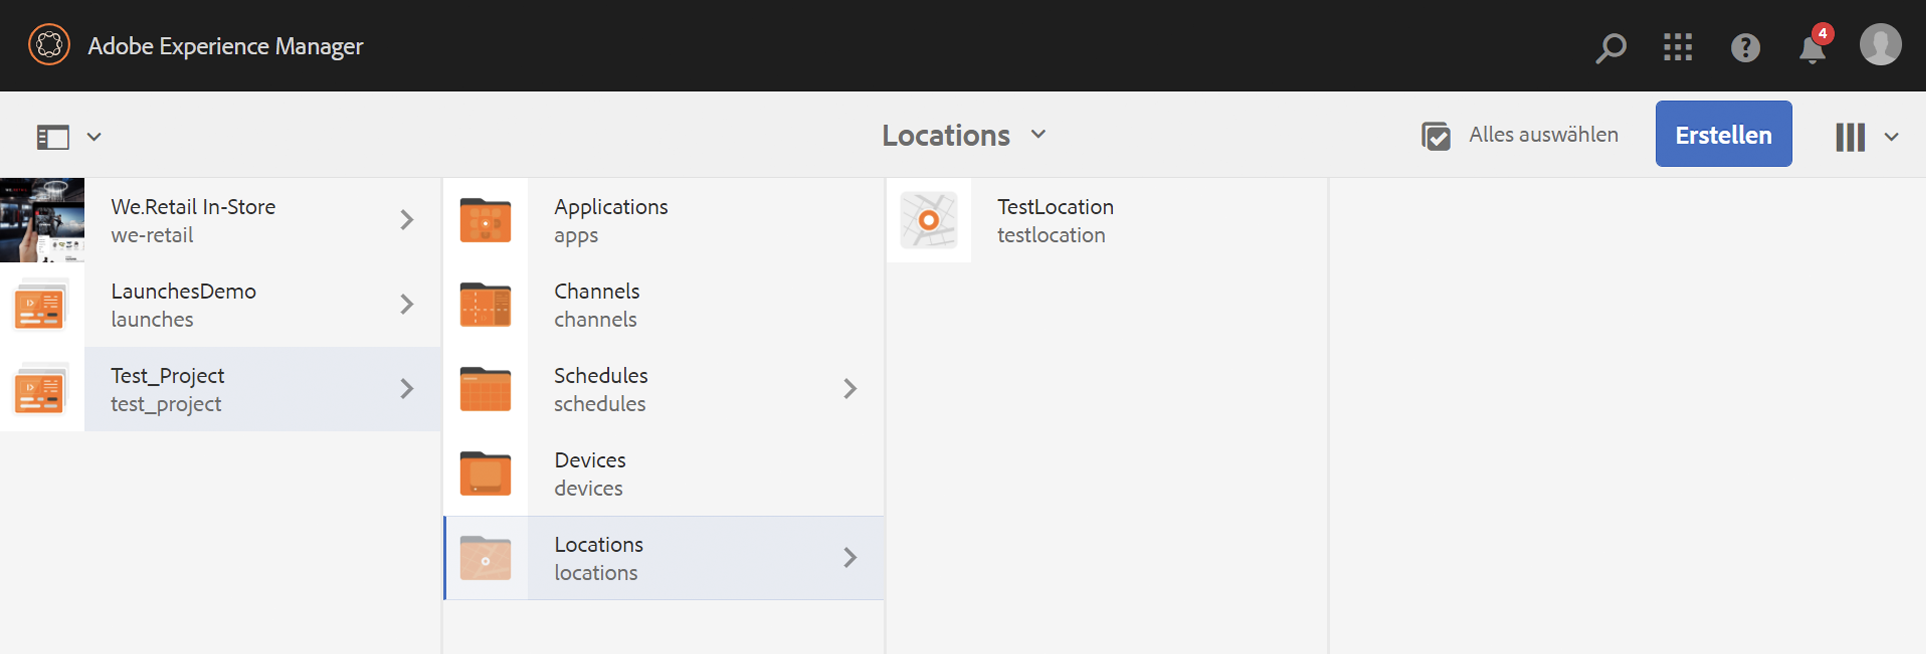 Adobe Experience Manager
4
Locations
Alles auswählen
Erstellen
We.Retail In-Store
we-retail
LaunchesDemo
launches
Test_Project
test_project
Applications
apps
Channels
channels
Schedules
schedules
Devices
devices
Locations
locations
TestLocation
testlocation